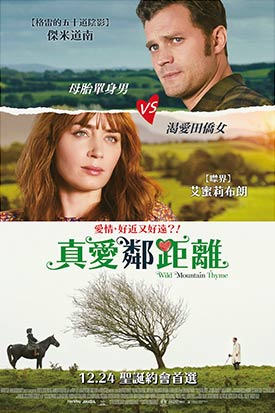 [格雷的五十道陰影]
傑米道南
母胎單身男
VS
渴愛田僑女
[噤界]
艾蜜莉布朗
愛情，好近又好遠？！
真愛鄰距離
Wild Mountain Thyme
12.24 聖誕約會首選